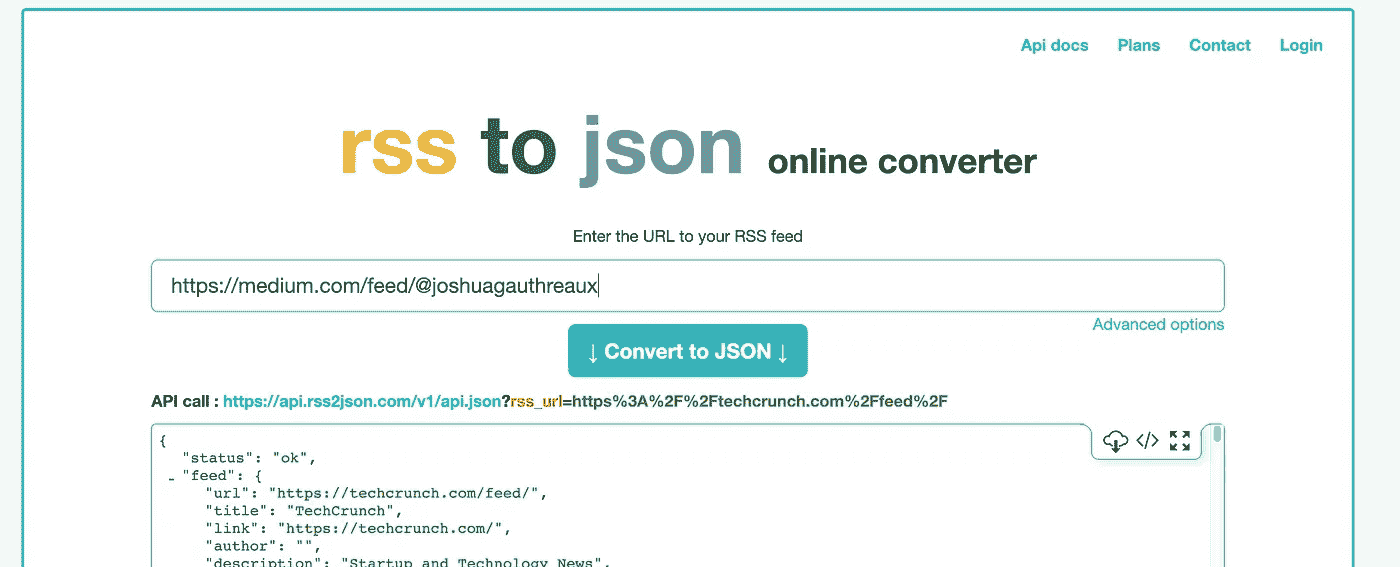 Api docs Plans Contact Login
rss to json online converter
Enter the URL to your RSS feed
https://medium.com/feed/@joshuagauthreaux
Advanced options
↓ Convert to JSON ↓
API call : https://api.rss2json.com/v1/api.json?rss_url=https%3A%2F%2Ftechcrunch.com%2Ffeed%2F
{
"status": "ok",
- "feed": {
"url": "https://techcrunch.com/feed/",
"title": "TechCrunch",
"link": "https://techcrunch.com/",
"author": "",
"description": "Startup and Technology News",